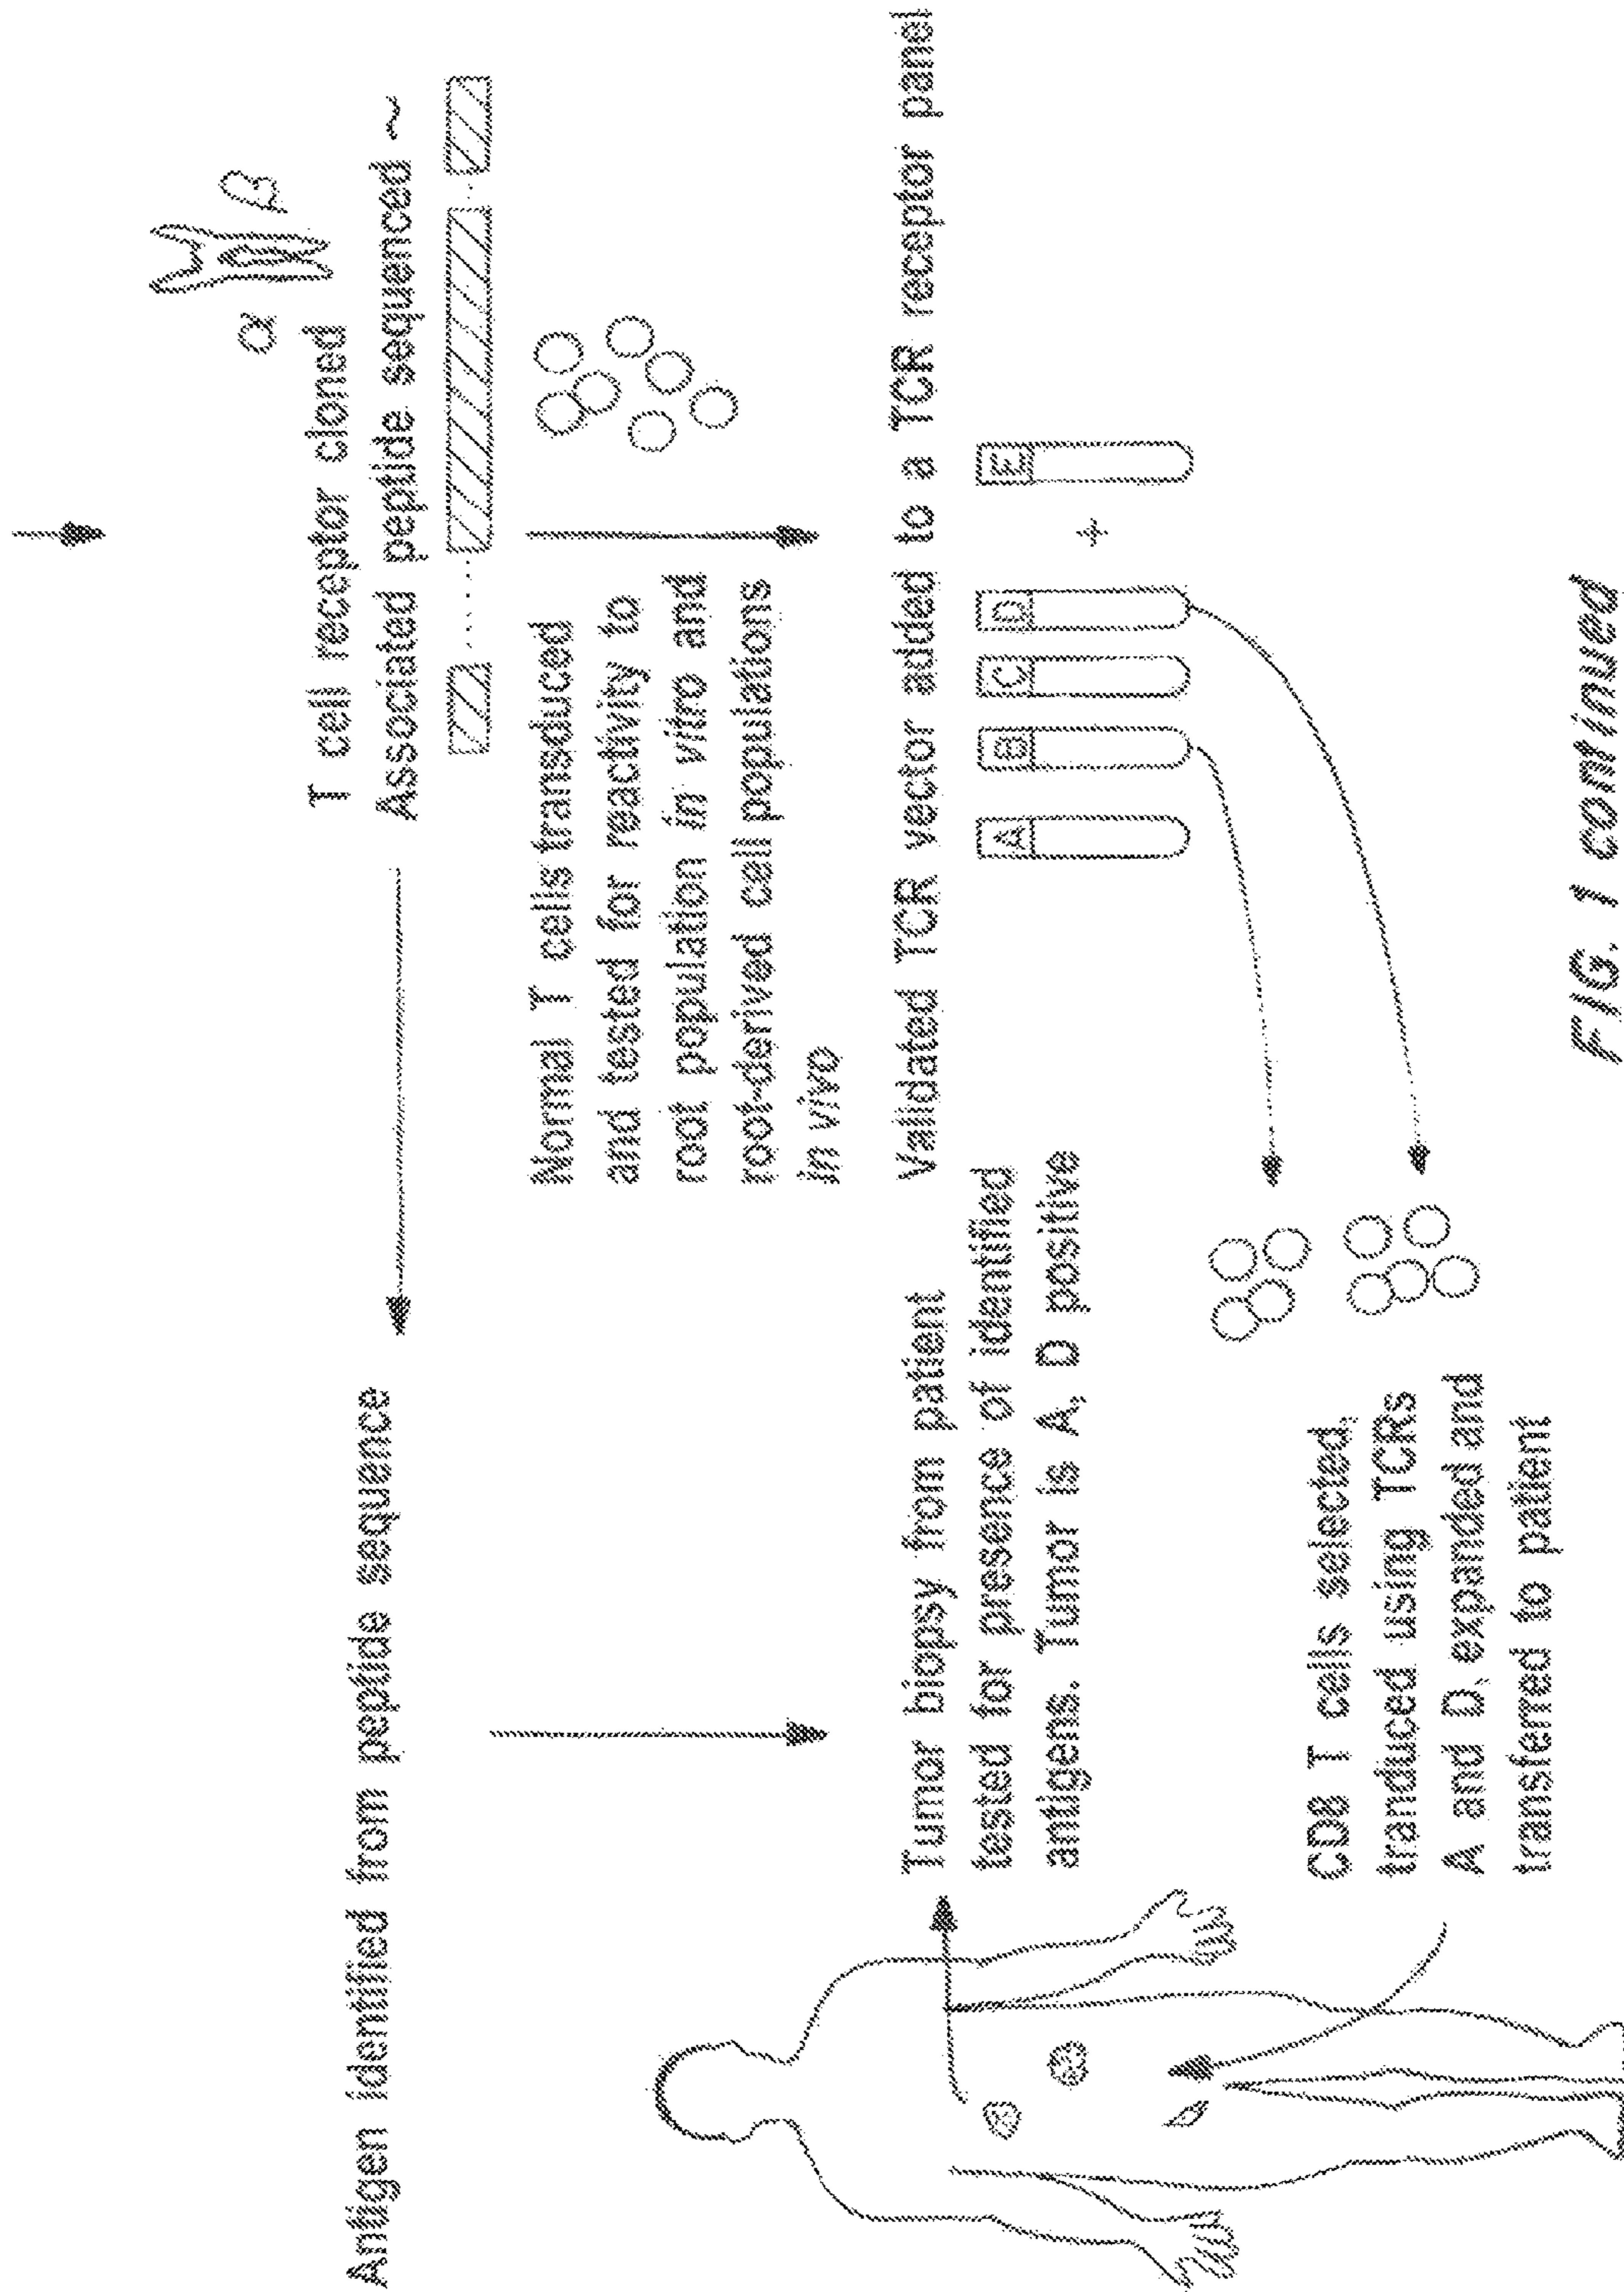 α
β
T cell receptor cloned
Associated peptide sequenced ~
Antigen identified from peptide sequence
Normal T cells transduced
and tested for reactivity to
root population in vitro and
root-derived cell populations
in vivo
Validated TCR vector added to a TCR receptor panel
A B C D + E
Tumor biopsy from patient
tested for presence of identified
antigens. Tumor is A, D positive
CD8 T cells selected,
tranduced using TCRs
A and D, expanded and
transferred to patient
FIG. 1 continued